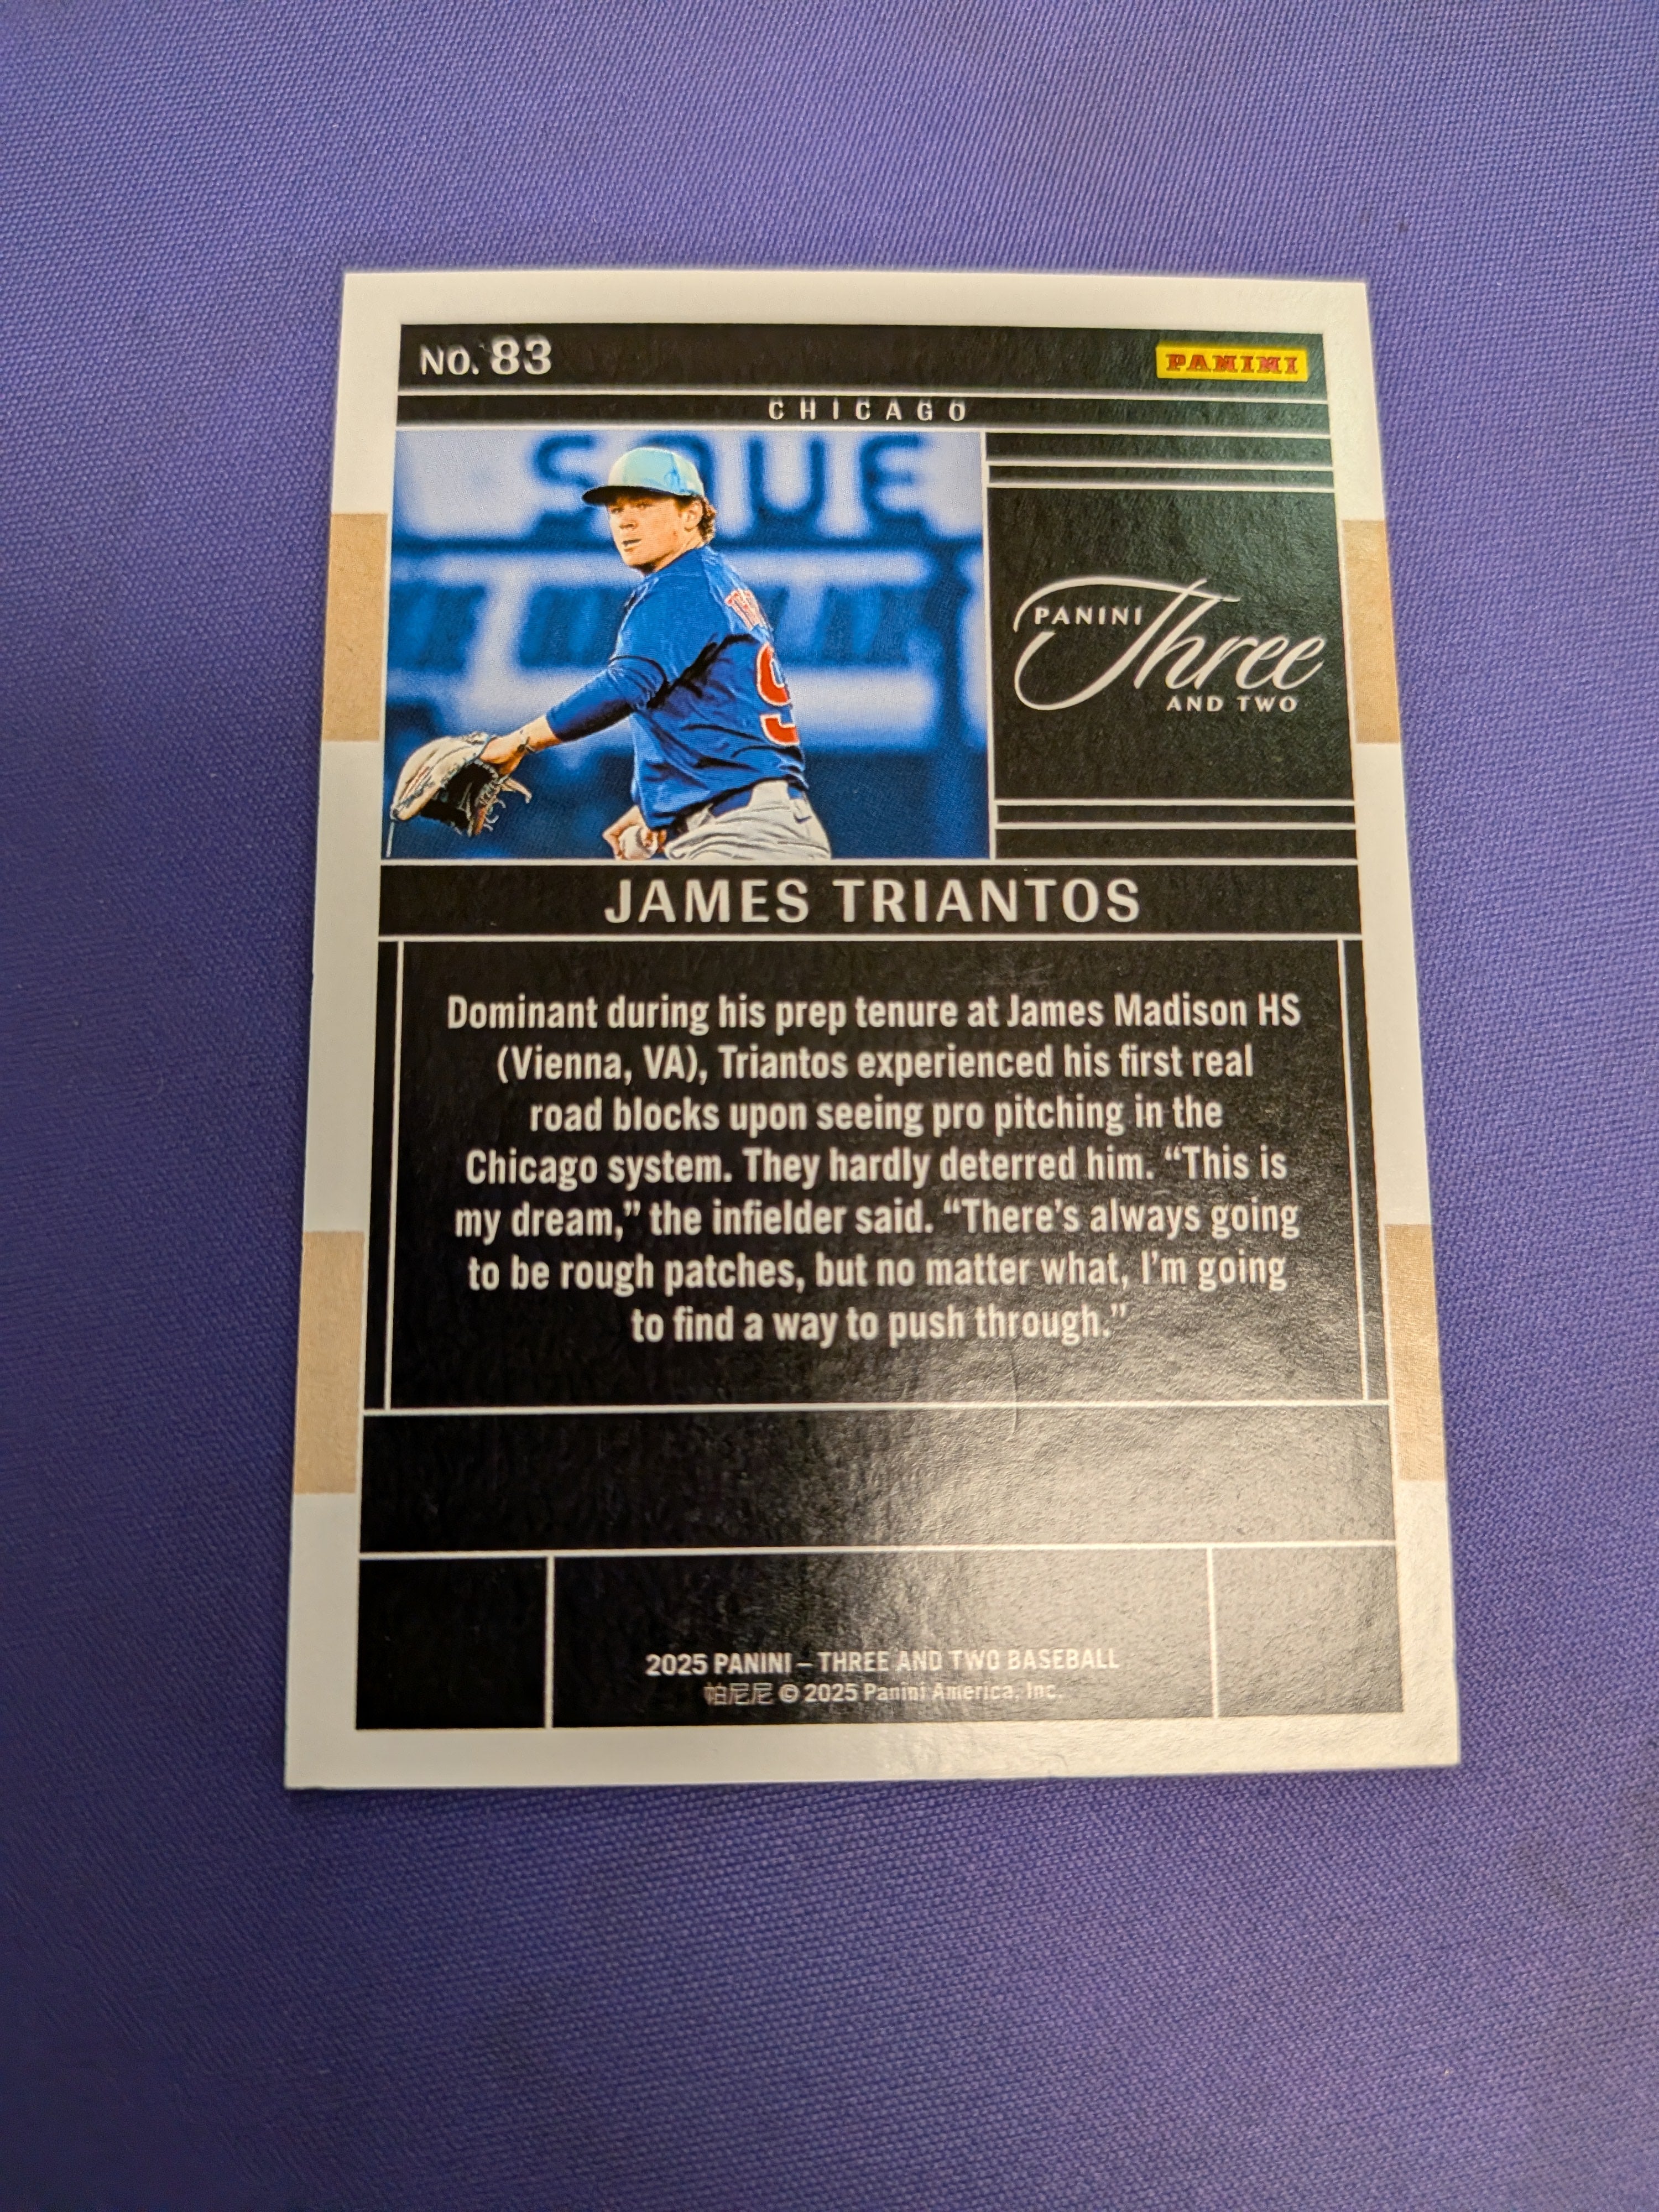 NO. 83
PANINI
CHICAGO
SAUE
PANINI
Three
AND TWO
JAMES TRIANTOS
Dominant during his prep tenure at James Madison HS
(Vienna, VA), Triantos experienced his first real
road blocks upon seeing pro pitching in the
Chicago system. They hardly deterred him. “This is
my dream,” the infielder said. “There’s always going
to be rough patches, but no matter what, I’m going
to find a way to push through.”
2025 PANINI – THREE AND TWO BASEBALL
帕尼尼 © 2025 Panini America, Inc.